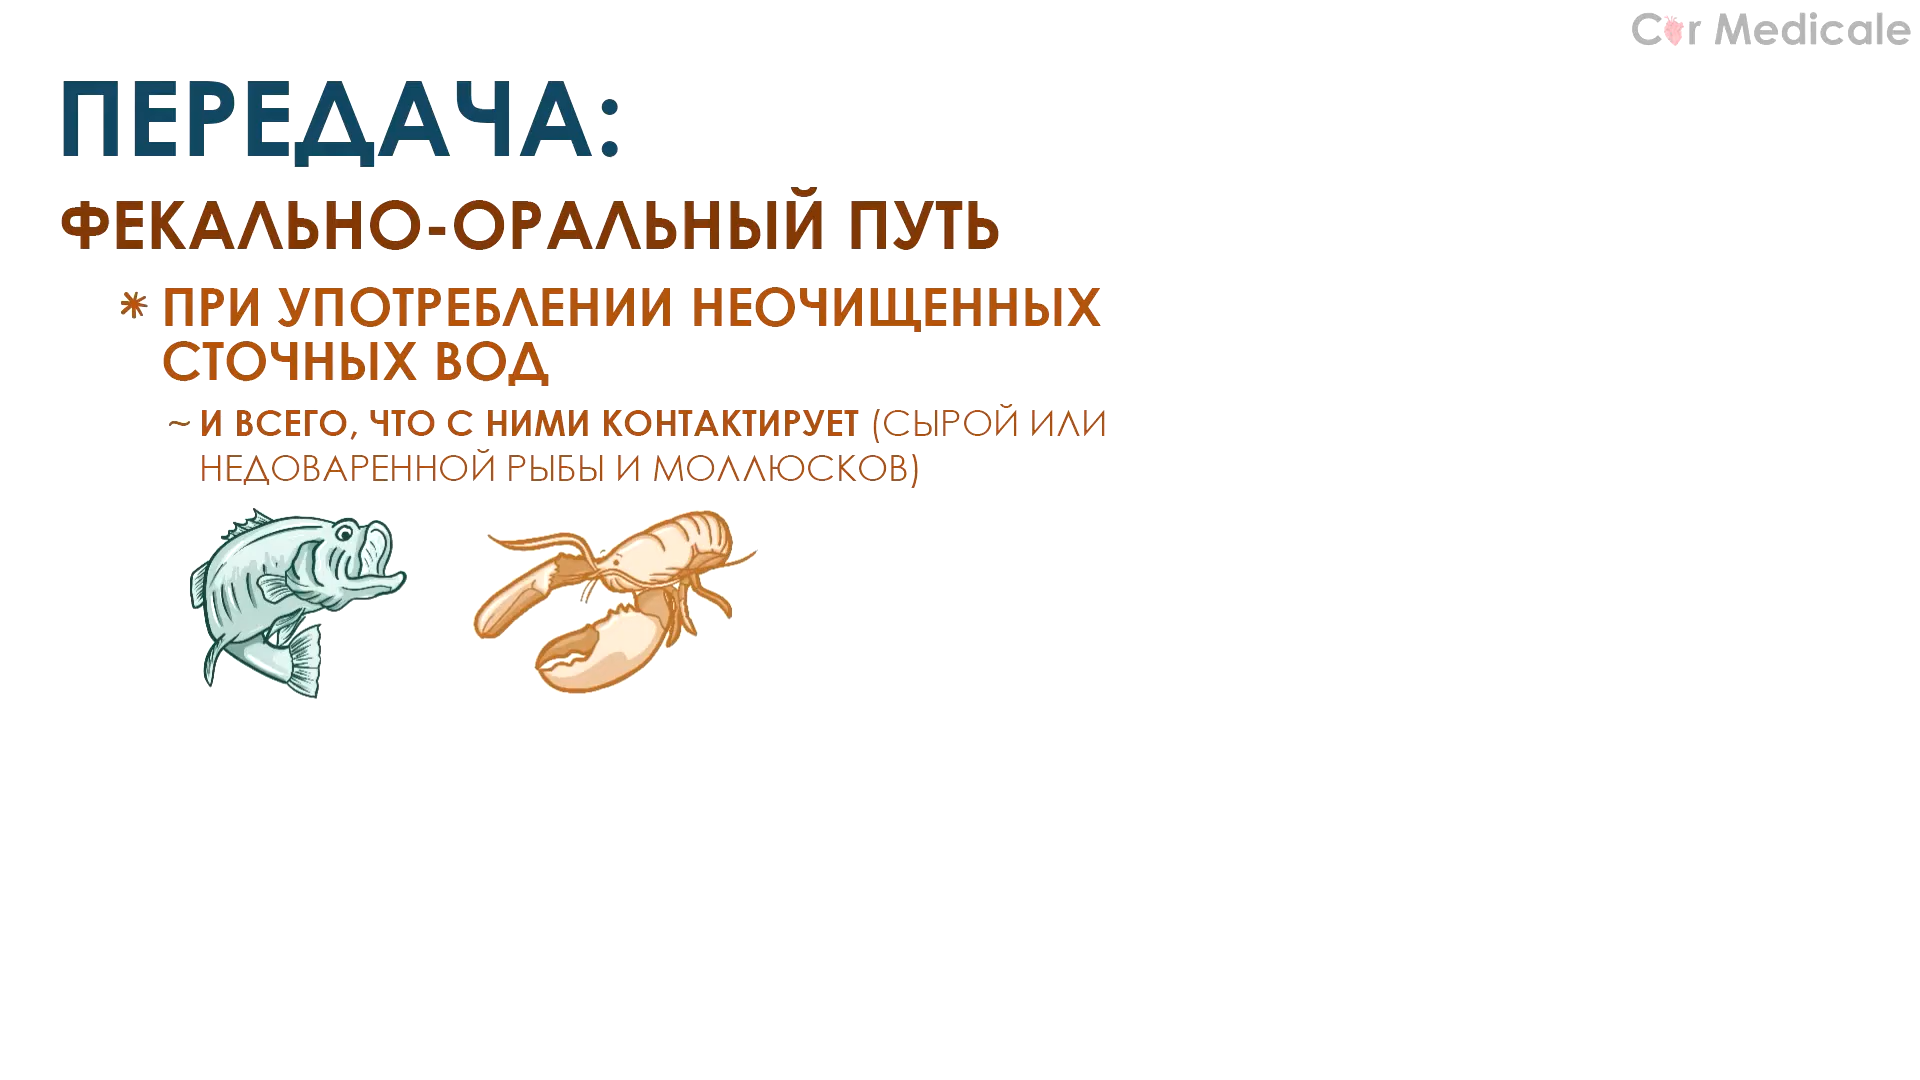 Cor Medicale
ПЕРЕДАЧА:
ФЕКАЛЬНО-ОРАЛЬНЫЙ ПУТЬ
* ПРИ УПОТРЕБЛЕНИИ НЕОЧИЩЕННЫХ
СТОЧНЫХ ВОД
~ И ВСЕГО, ЧТО С НИМИ КОНТАКТИРУЕТ (СЫРОЙ ИЛИ
НЕДОВАРЕННОЙ РЫБЫ И МОЛЛЮСКОВ)